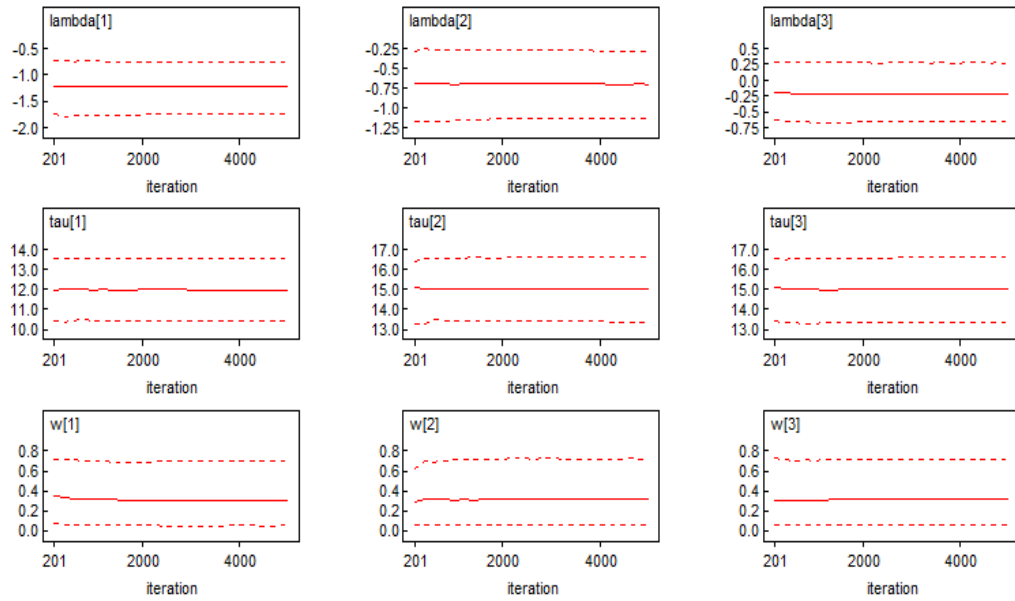 lambda[1]
-0.5
-1.0
-1.5
-2.0
201 2000 4000
iteration
lambda[2]
-0.25
-0.5
-0.75
-1.0
-1.25
201 2000 4000
iteration
lambda[3]
0.5
0.25
0.0
-0.25
-0.5
-0.75
201 2000 4000
iteration
tau[1]
14.0
13.0
12.0
11.0
10.0
201 2000 4000
iteration
tau[2]
17.0
16.0
15.0
14.0
13.0
201 2000 4000
iteration
tau[3]
17.0
16.0
15.0
14.0
13.0
201 2000 4000
iteration
w[1]
0.8
0.6
0.4
0.2
0.0
201 2000 4000
iteration
w[2]
0.8
0.6
0.4
0.2
0.0
201 2000 4000
iteration
w[3]
0.8
0.6
0.4
0.2
0.0
201 2000 4000
iteration